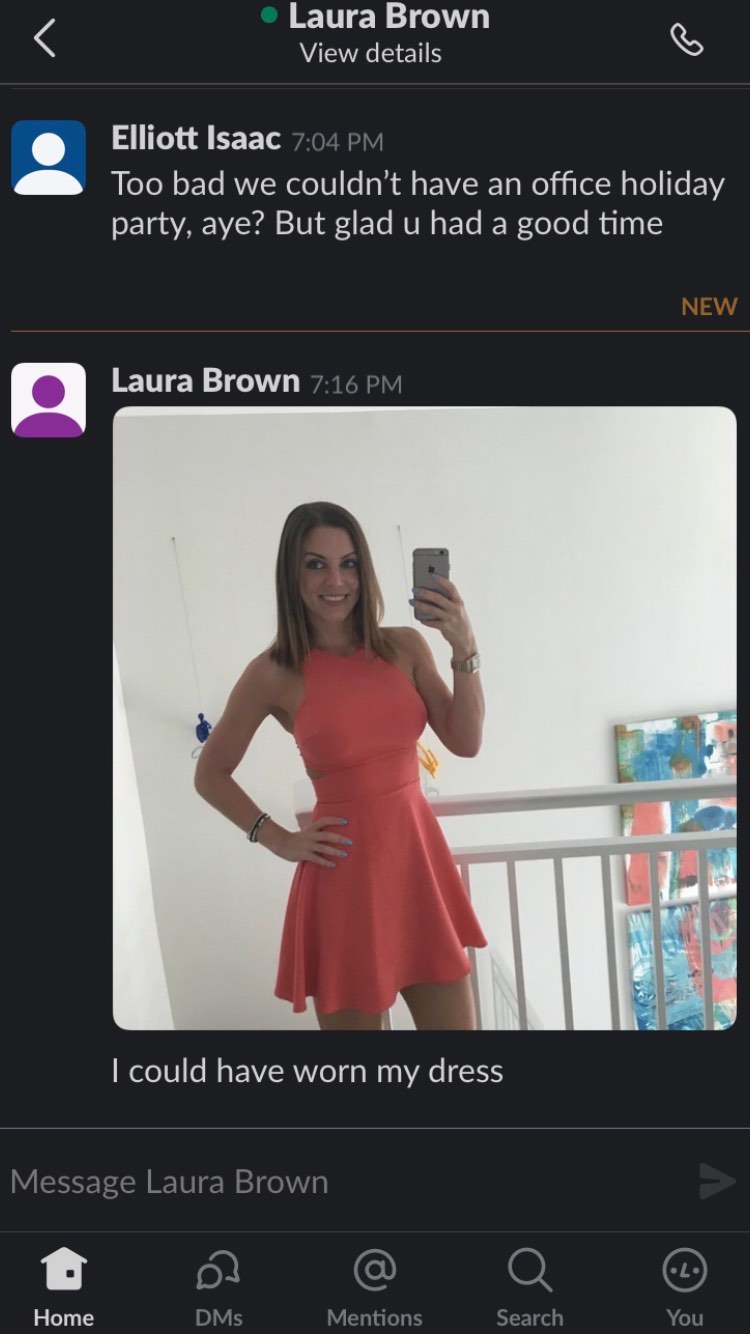 Laura Brown
View details
Elliott Isaac 7:04 PM
Too bad we couldn’t have an office holiday
party, aye? But glad u had a good time
NEW
Laura Brown 7:16 PM
I could have worn my dress
Message Laura Brown
Home DMs Mentions Search You